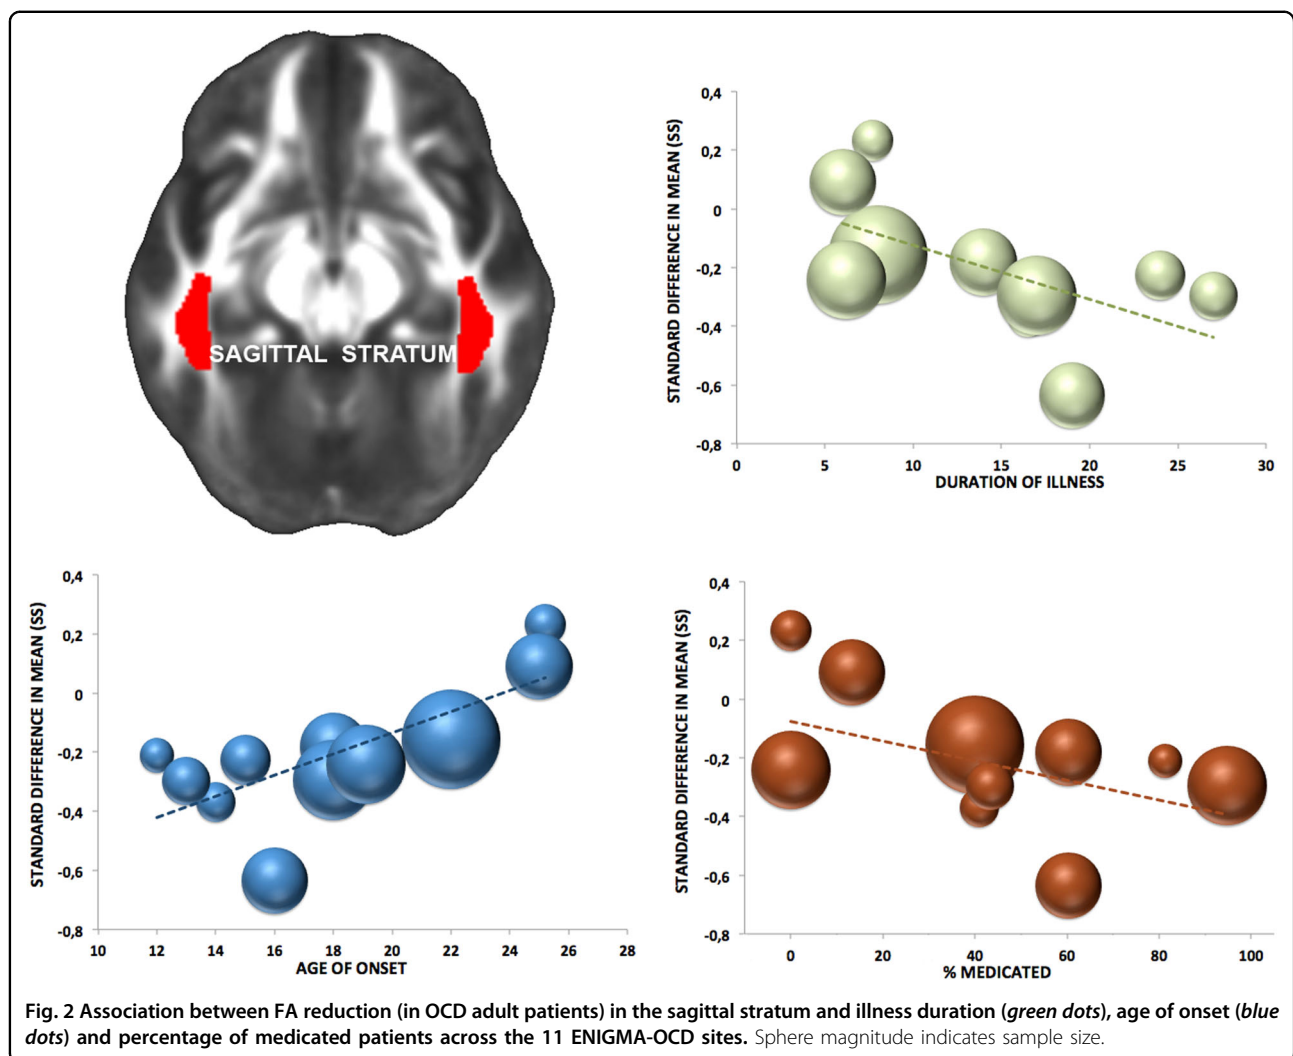 SAGITTAL STRATUM
STANDARD DIFFERENCE IN MEAN (SS)
0,4
0,2
0
-0,2
-0,4
-0,6
-0,8
0 5 10 15 20 25 30
DURATION OF ILLNESS
STANDARD DIFFERENCE IN MEAN (SS)
0,4
0,2
0
-0,2
-0,4
-0,6
-0,8
10 12 14 16 18 20 22 24 26 28
AGE OF ONSET
STANDARD DIFFERENCE IN MEAN (SS)
0,4
0,2
0
-0,2
-0,4
-0,6
-0,8
0 20 40 60 80 100
% MEDICATED
Fig. 2 Association between FA reduction (in OCD adult patients) in the sagittal stratum and illness duration (green dots), age of onset (blue
dots) and percentage of medicated patients across the 11 ENIGMA-OCD sites. Sphere magnitude indicates sample size.